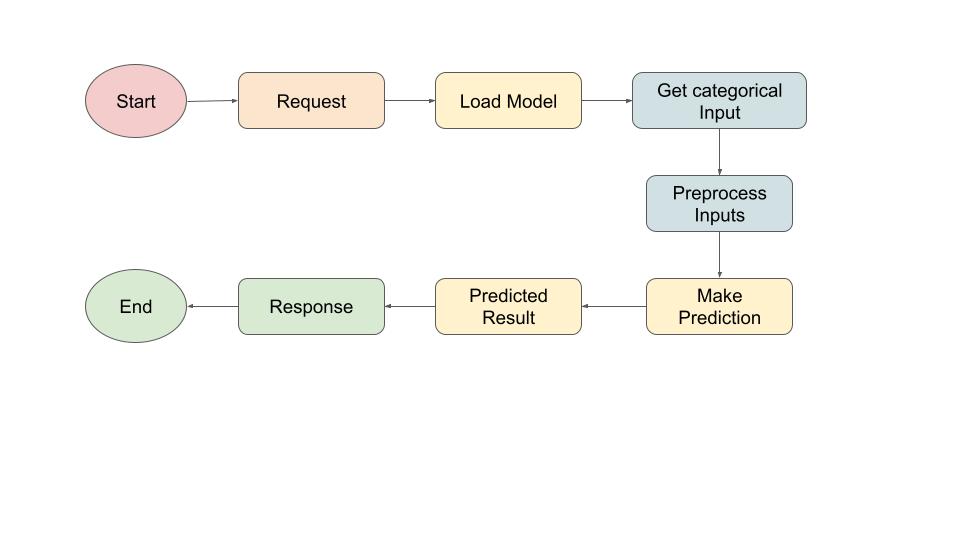 Start
Request
Load Model
Get categorical
Input
Preprocess
Inputs
Make
Prediction
Predicted
Result
Response
End